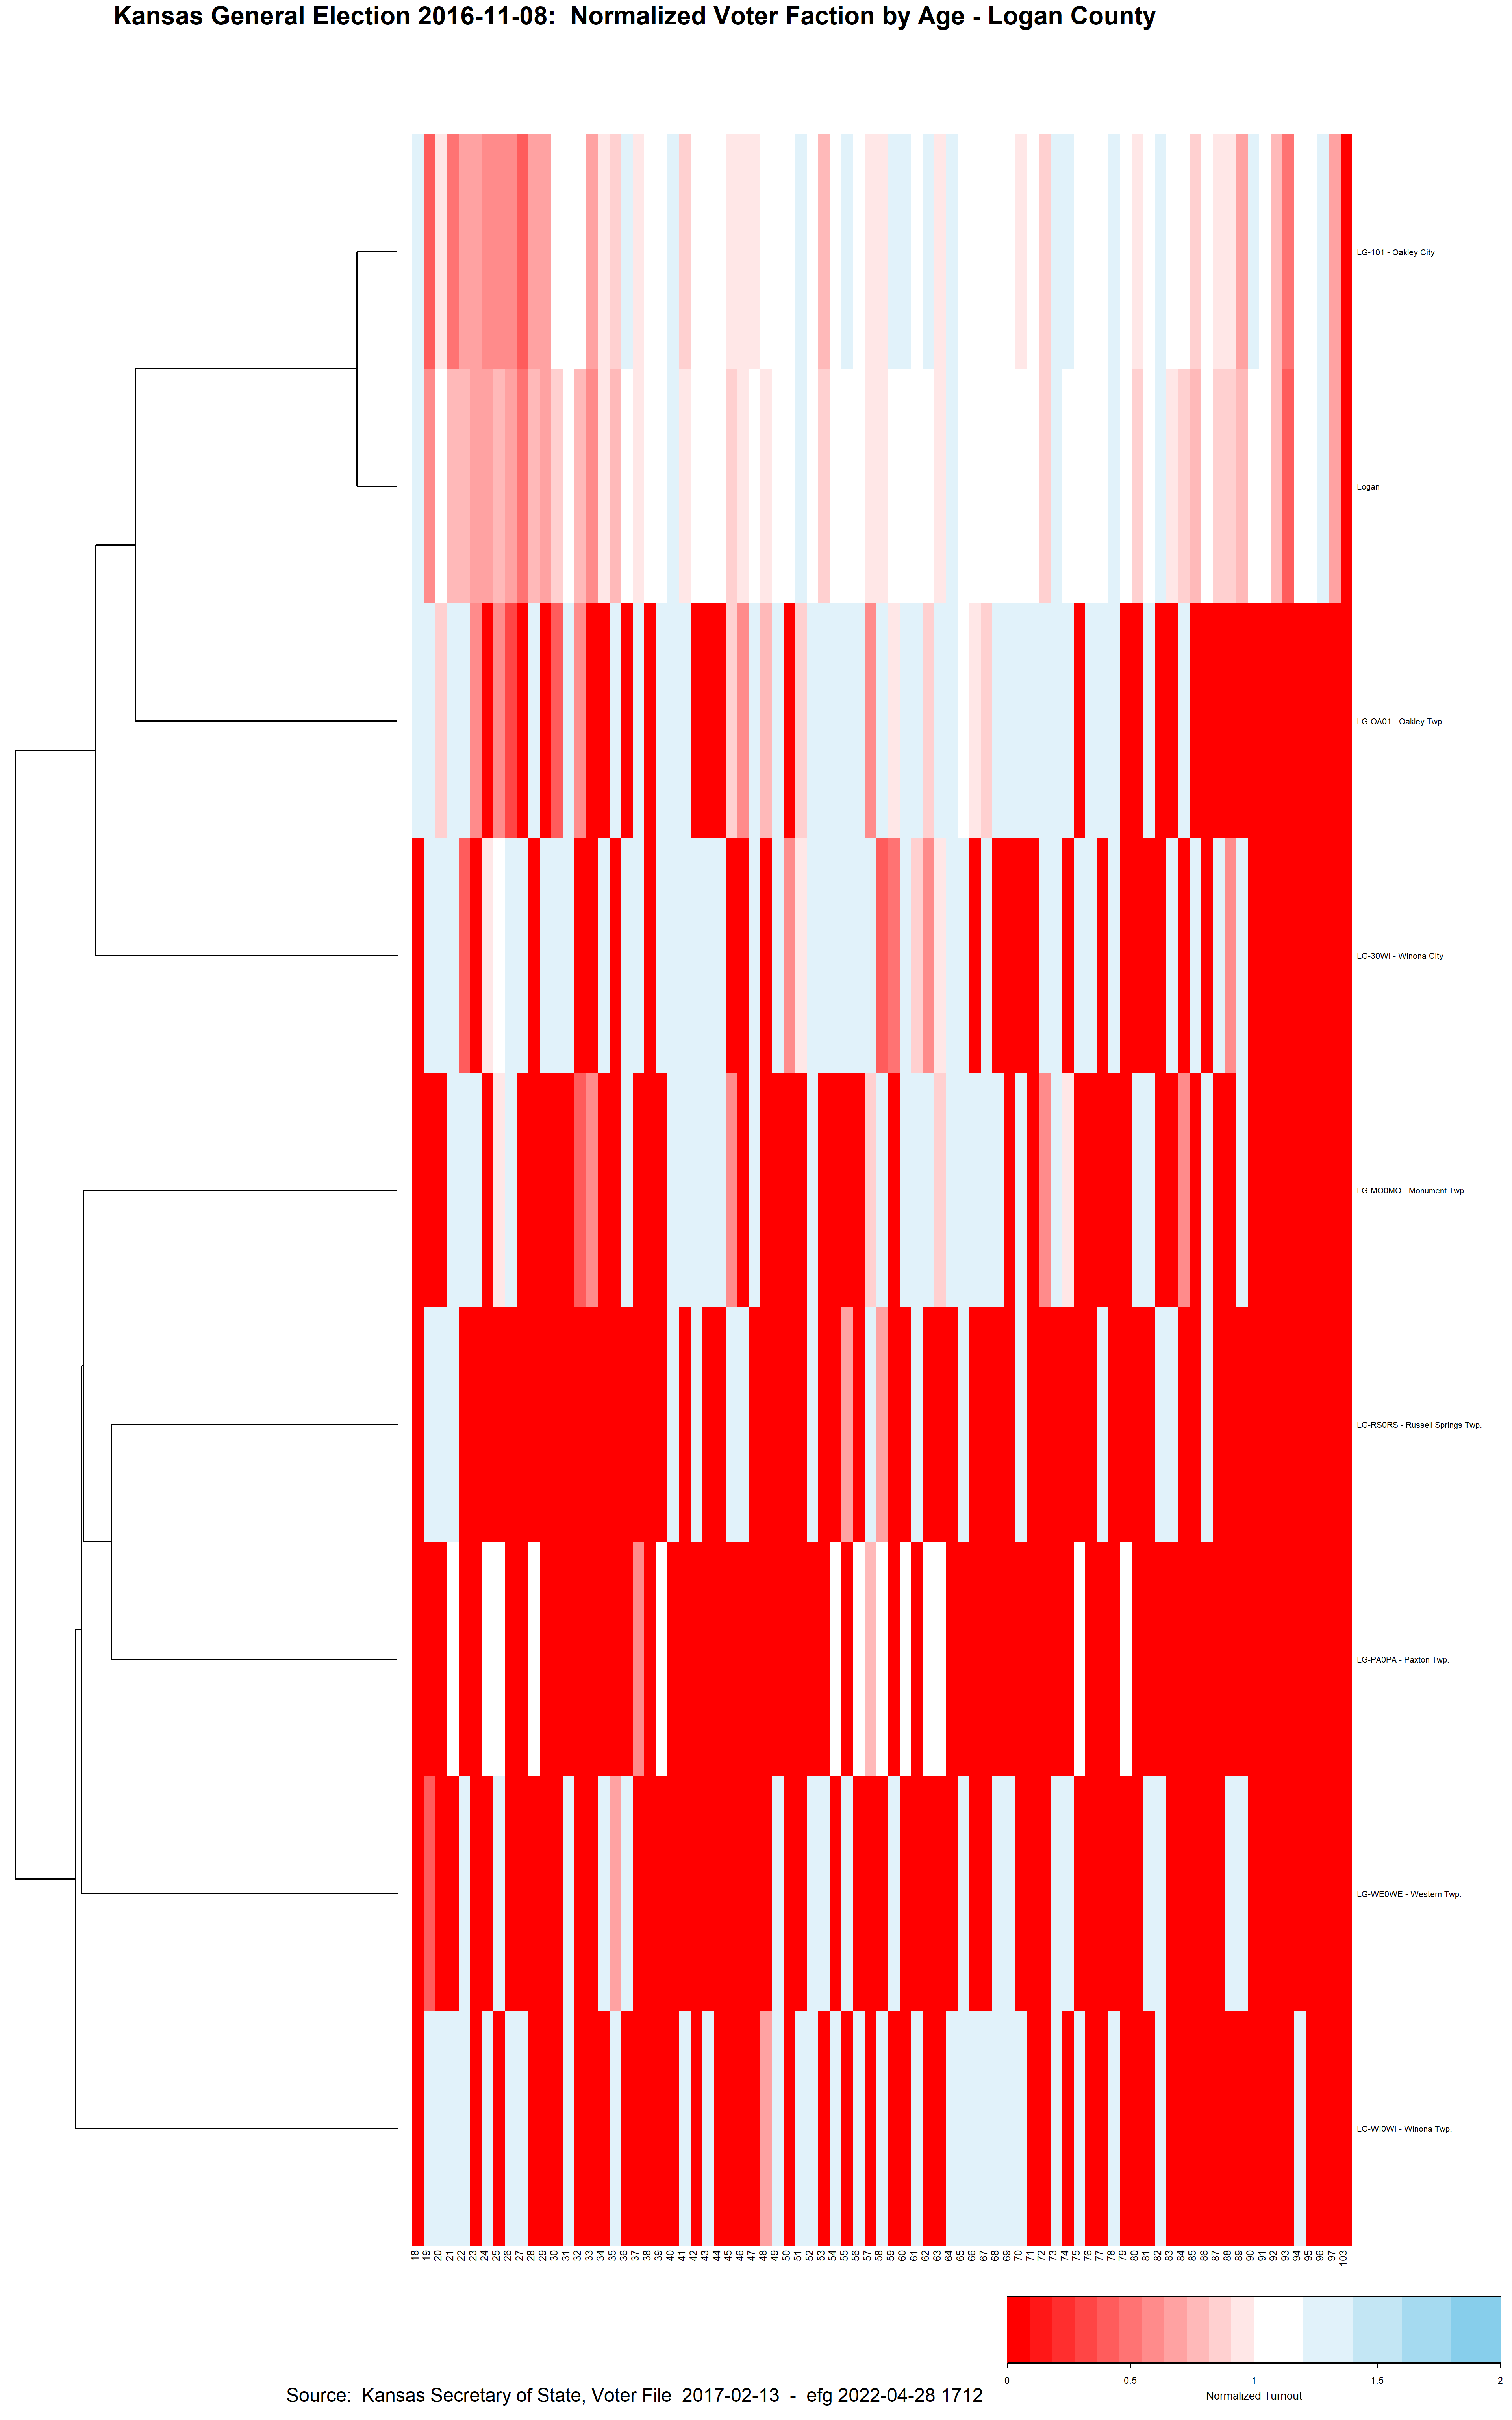 Kansas General Election 2016-11-08:  Normalized Voter Faction by Age - Logan County
LG-101 - Oakley City
Logan
LG-OA01 - Oakley Twp.
LG-30WI - Winona City
LG-MO0MO - Monument Twp.
LG-RS0RS - Russell Springs Twp.
LG-PA0PA - Paxton Twp.
LG-WE0WE - Western Twp.
LG-WI0WI - Winona Twp.
18 19 20 21 22 23 24 25 26 27 28 29 30 31 32 33 34 35 36 37 38 39 40 41 42 43 44 45 46 47 48 49 50 51 52 53 54 55 56 57 58 59 60 61 62 63 64 65 66 67 68 69 70 71 72 73 74 75 76 77 78 79 80 81 82 83 84 85 86 87 88 89 90 91 92 93 94 95 96 97 103
0 0.5 1 1.5 2
Normalized Turnout
Source:  Kansas Secretary of State, Voter File  2017-02-13  -  efg 2022-04-28 1712